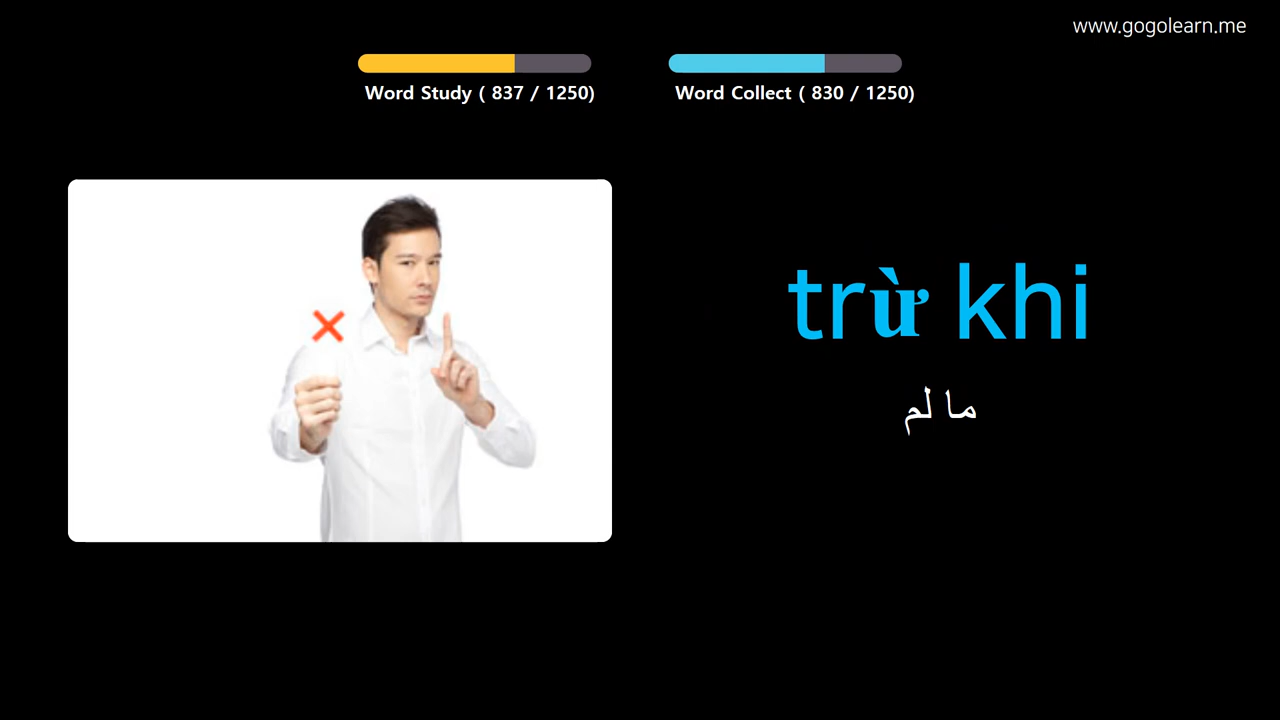 www.gogolearn.me
Word Study ( 837 / 1250)
Word Collect ( 830 / 1250)
trừ khi
ما لم